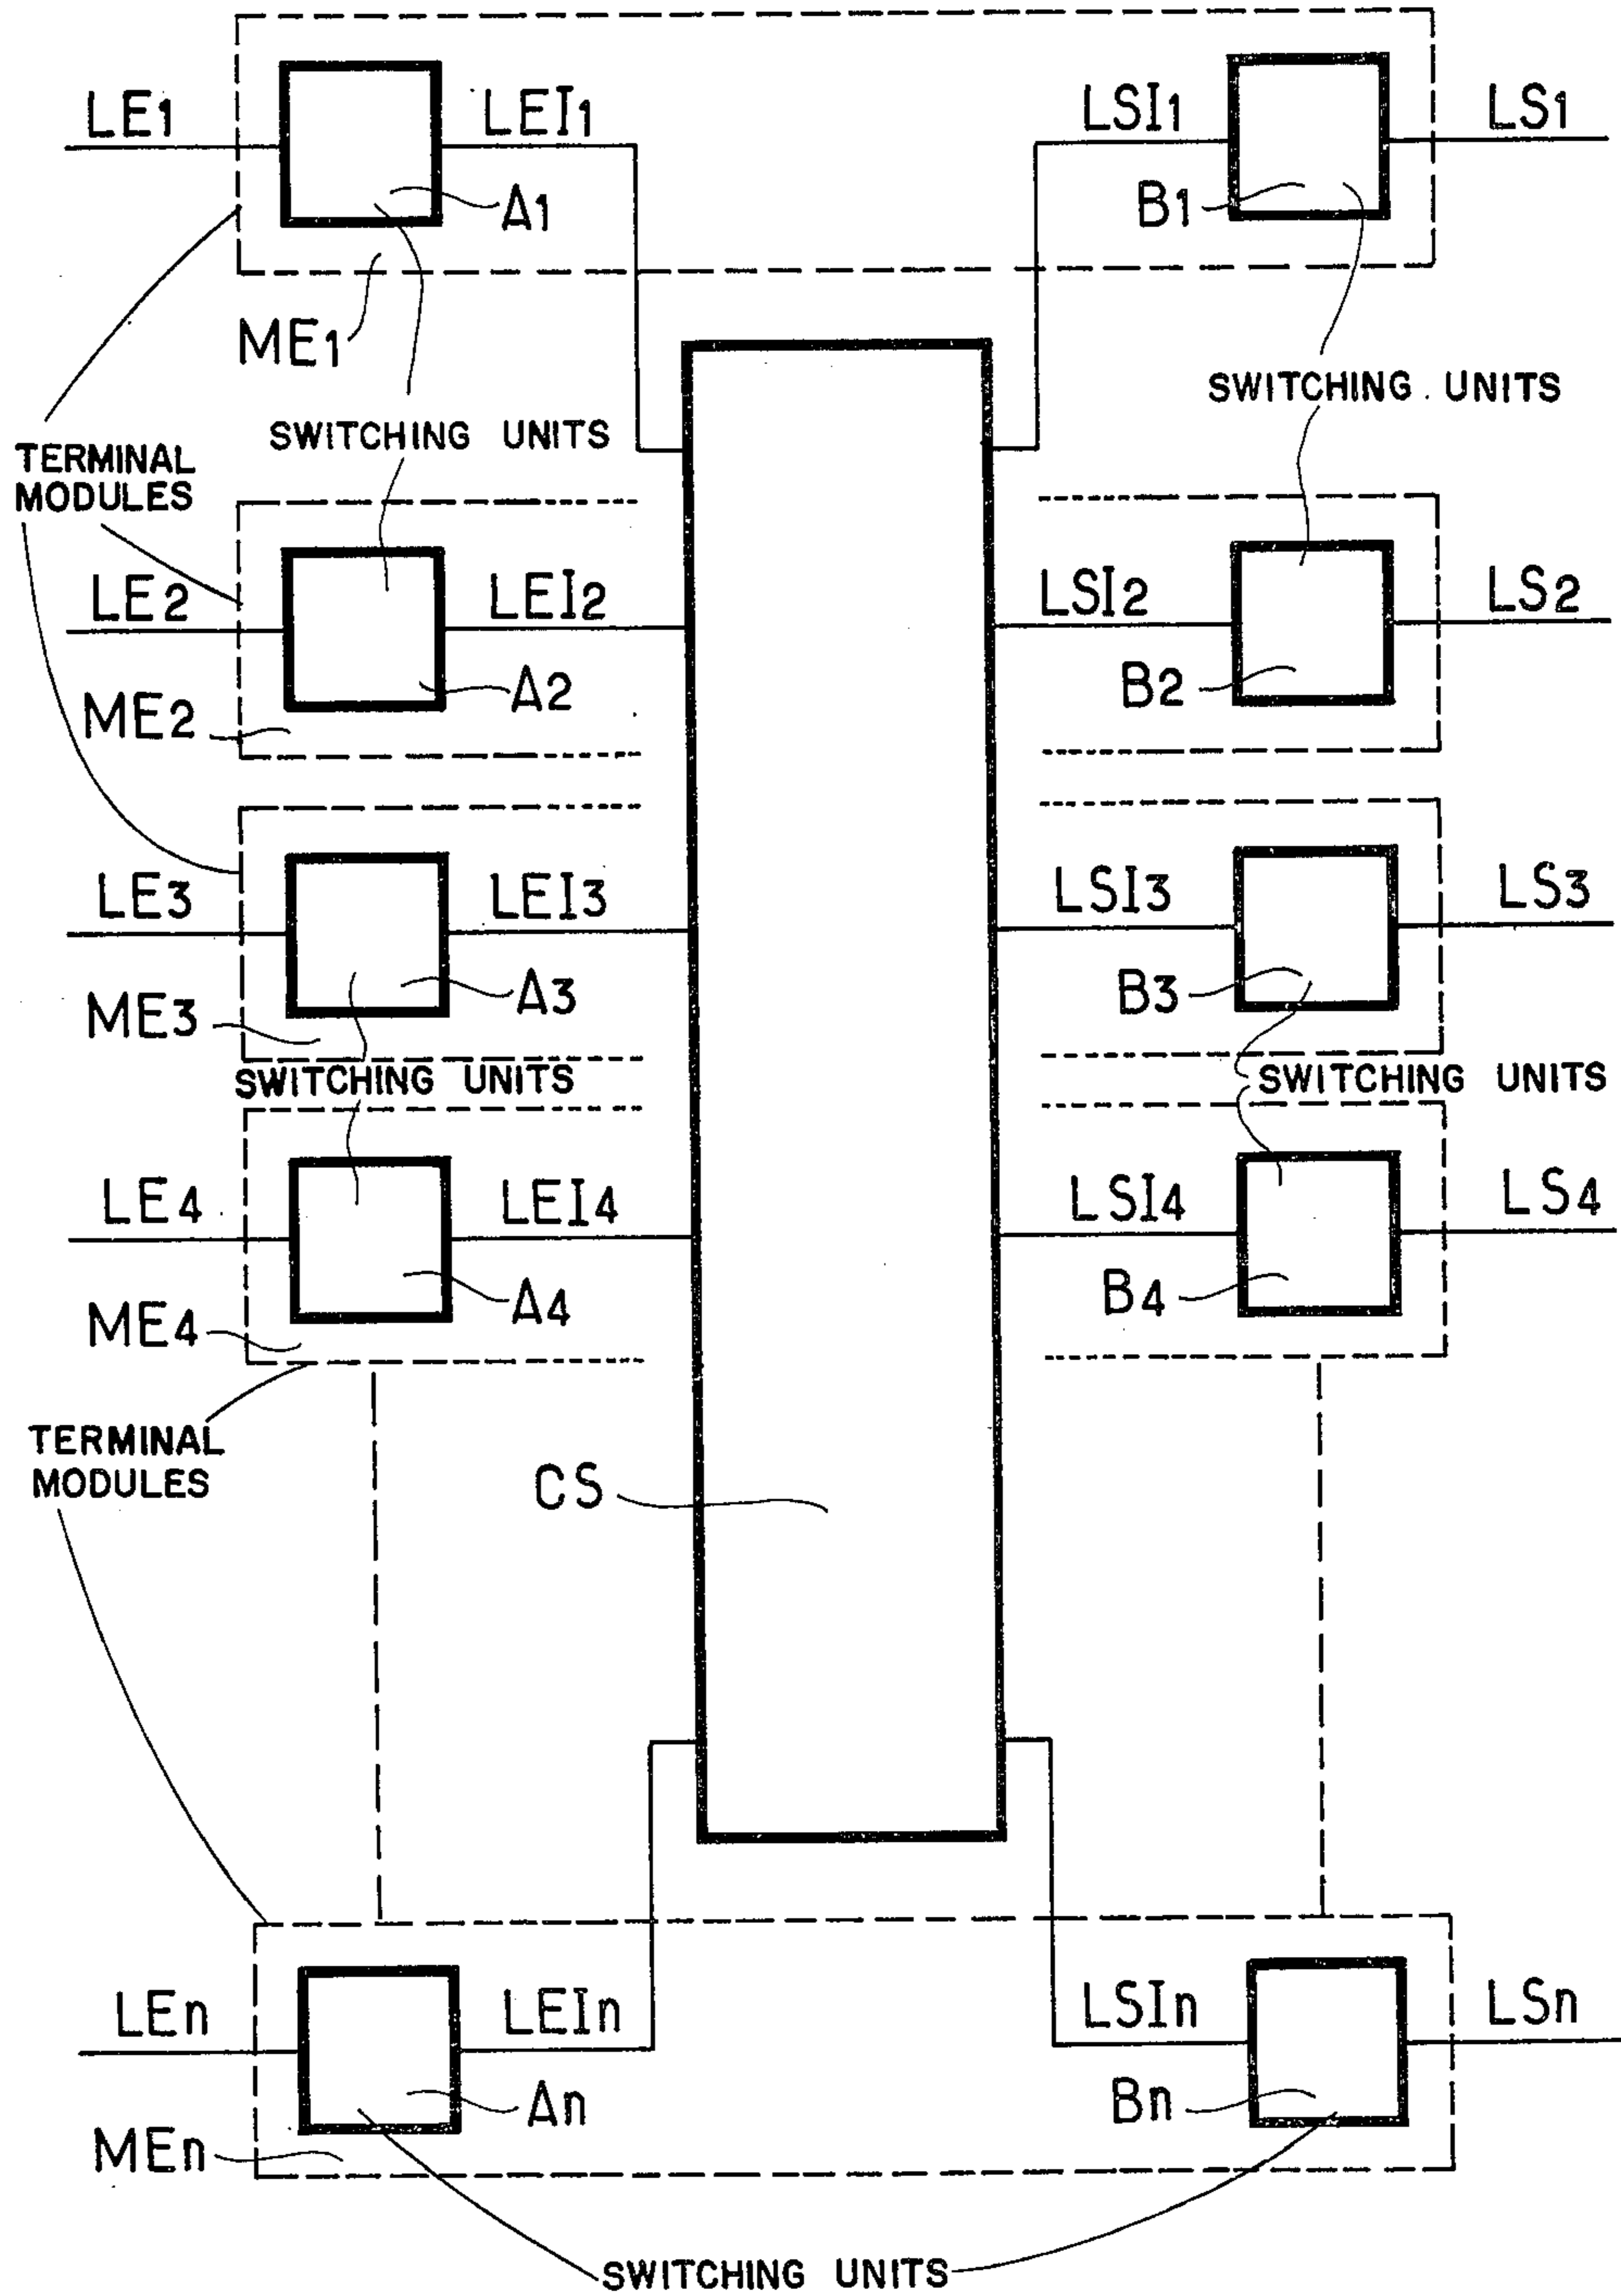 LE1
LEI1
LSI1
LS1
A1
B1
ME1
SWITCHING UNITS
SWITCHING UNITS
TERMINAL
MODULES
LE2
LEI2
LSI2
LS2
A2
B2
ME2
LE3
LEI3
LSI3
LS3
A3
B3
ME3
SWITCHING UNITS
SWITCHING UNITS
LE4
LEI4
LSI4
LS4
A4
B4
ME4
TERMINAL
MODULES
CS
LEn
LEIn
LSIn
LSn
An
Bn
MEn
SWITCHING UNITS